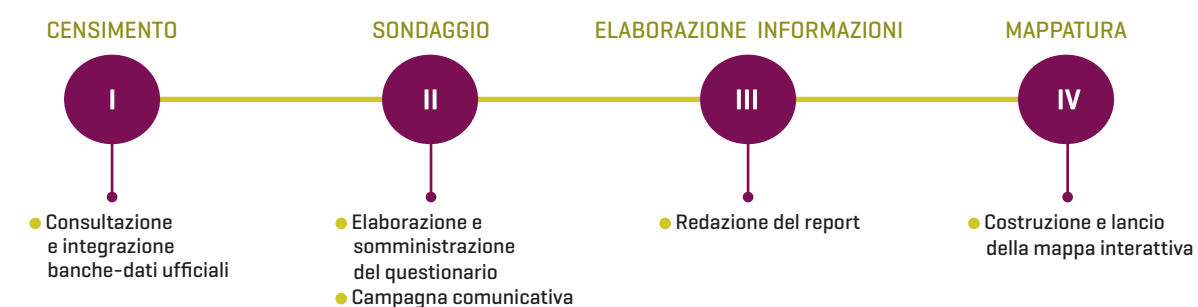 CENSIMENTO
SONDAGGIO
ELABORAZIONE INFORMAZIONI
MAPPATURA
I
II
III
IV
Consultazione
e integrazione
banche-dati ufficiali
Elaborazione e
somministrazione
del questionario
Campagna comunicativa
Redazione del report
Costruzione e lancio
della mappa interattiva